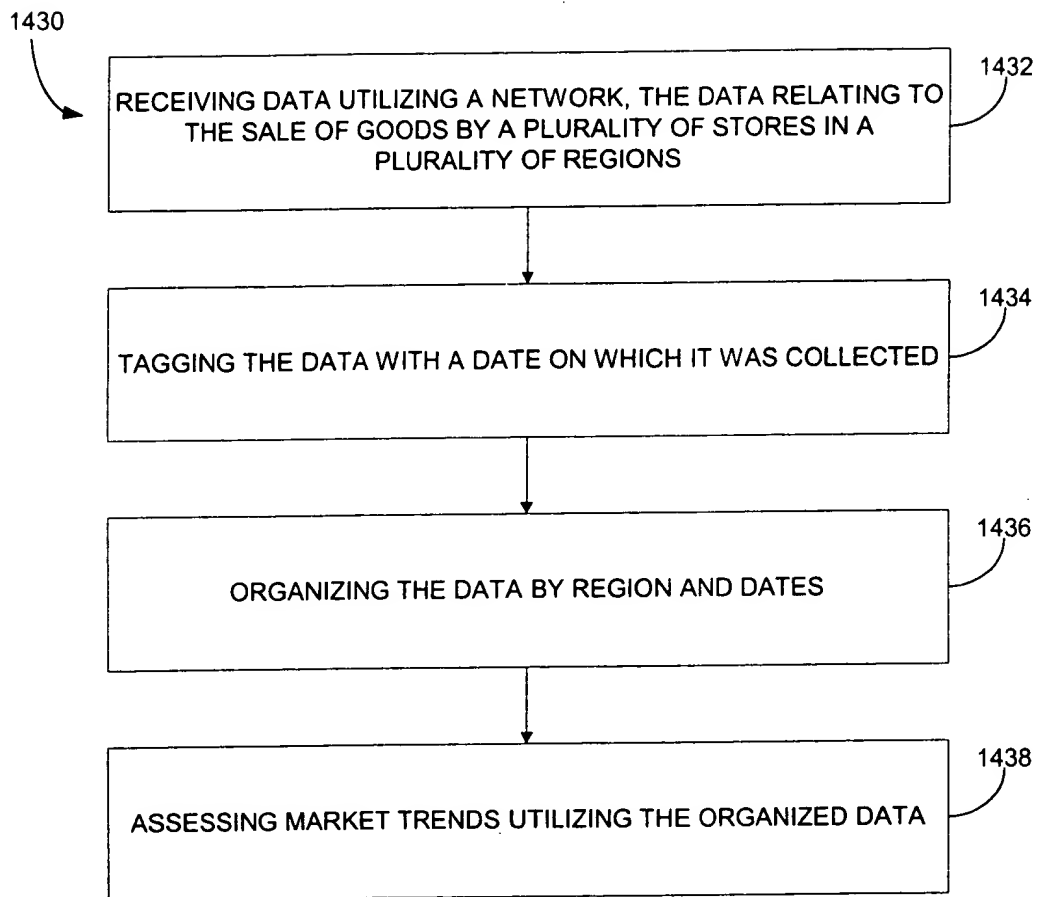 1430
1432
RECEIVING DATA UTILIZING A NETWORK, THE DATA RELATING TO
THE SALE OF GOODS BY A PLURALITY OF STORES IN A
PLURALITY OF REGIONS
1434
TAGGING THE DATA WITH A DATE ON WHICH IT WAS COLLECTED
1436
ORGANIZING THE DATA BY REGION AND DATES
1438
ASSESSING MARKET TRENDS UTILIZING THE ORGANIZED DATA